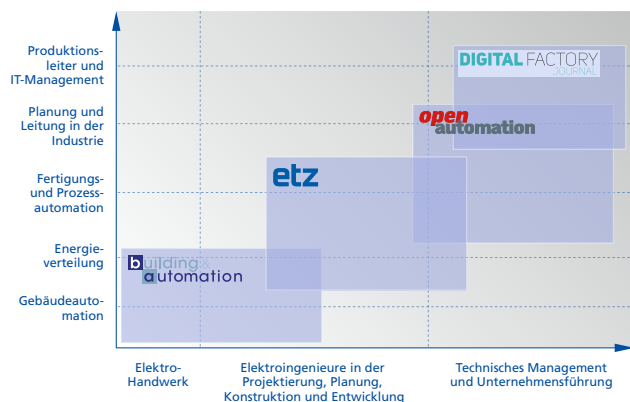 Produktions-
leiter und
IT-Management
DIGITAL FACTORY
JOURNAL
Planung und
Leitung in der
Industrie
open
automation
Fertigungs-
und Prozess-
automation
etz
Energie-
verteilung
building&
automation
Gebäudeauto-
mation
Elektro-
Handwerk
Elektroingenieure in der
Projektierung, Planung,
Konstruktion und Entwicklung
Technisches Management
und Unternehmensführung